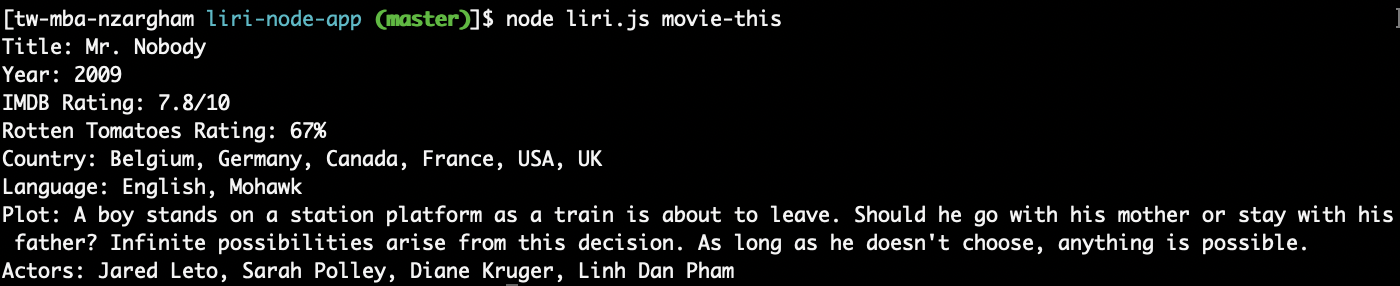 [tw-mba-nzargham liri-node-app (master)]$ node liri.js movie-this
Title: Mr. Nobody
Year: 2009
IMDB Rating: 7.8/10
Rotten Tomatoes Rating: 67%
Country: Belgium, Germany, Canada, France, USA, UK
Language: English, Mohawk
Plot: A boy stands on a station platform as a train is about to leave. Should he go with his mother or stay with his
father? Infinite possibilities arise from this decision. As long as he doesn't choose, anything is possible.
Actors: Jared Leto, Sarah Polley, Diane Kruger, Linh Dan Pham